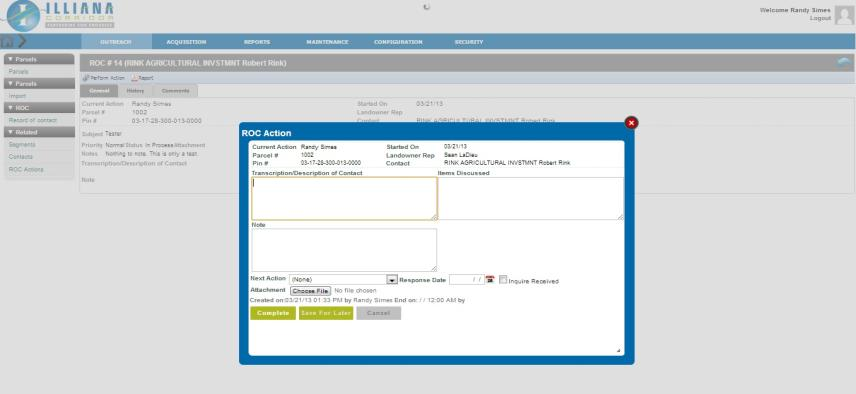 ILLIANA
CORRIDOR
PARTNERING FOR PROGRESS
Welcome Randy Simes
Logout
OUTREACH ACQUISITION REPORTS MAINTENANCE CONFIGURATION SECURITY
Parcels
Parcels
Parcels
Import
ROC
Record of contact
Related
Segments
Contacts
ROC Actions
ROC # 14 (RINK AGRICULTURAL INVSTMNT Robert Rink)
Perform Action Report
General History Comments
Current Action Randy Simes Started On 03/21/13
Parcel # 1002 Landowner Rep
Pin # 03-17-28-300-013-0000 Contact RINK AGRICULTURAL INVSTMNT Robert Rink
Subject Tester
Priority Normal Status In Process Attachment
Notes Nothing to note. This is only a test.
Transcription/Description of Contact
Note
ROC Action
Current Action Randy Simes Started On 03/21/13
Parcel # 1002 Landowner Rep Sean LaDieu
Pin # 03-17-28-300-013-0000 Contact RINK AGRICULTURAL INVSTMNT Robert Rink
Transcription/Description of Contact Items Discussed
Note
Next Action (None) Response Date / / Inquire Received
Attachment Choose File No file chosen
Created on:03/21/13 01:33 PM by Randy Simes End on: / / 12:00 AM by
Complete Save For Later Cancel